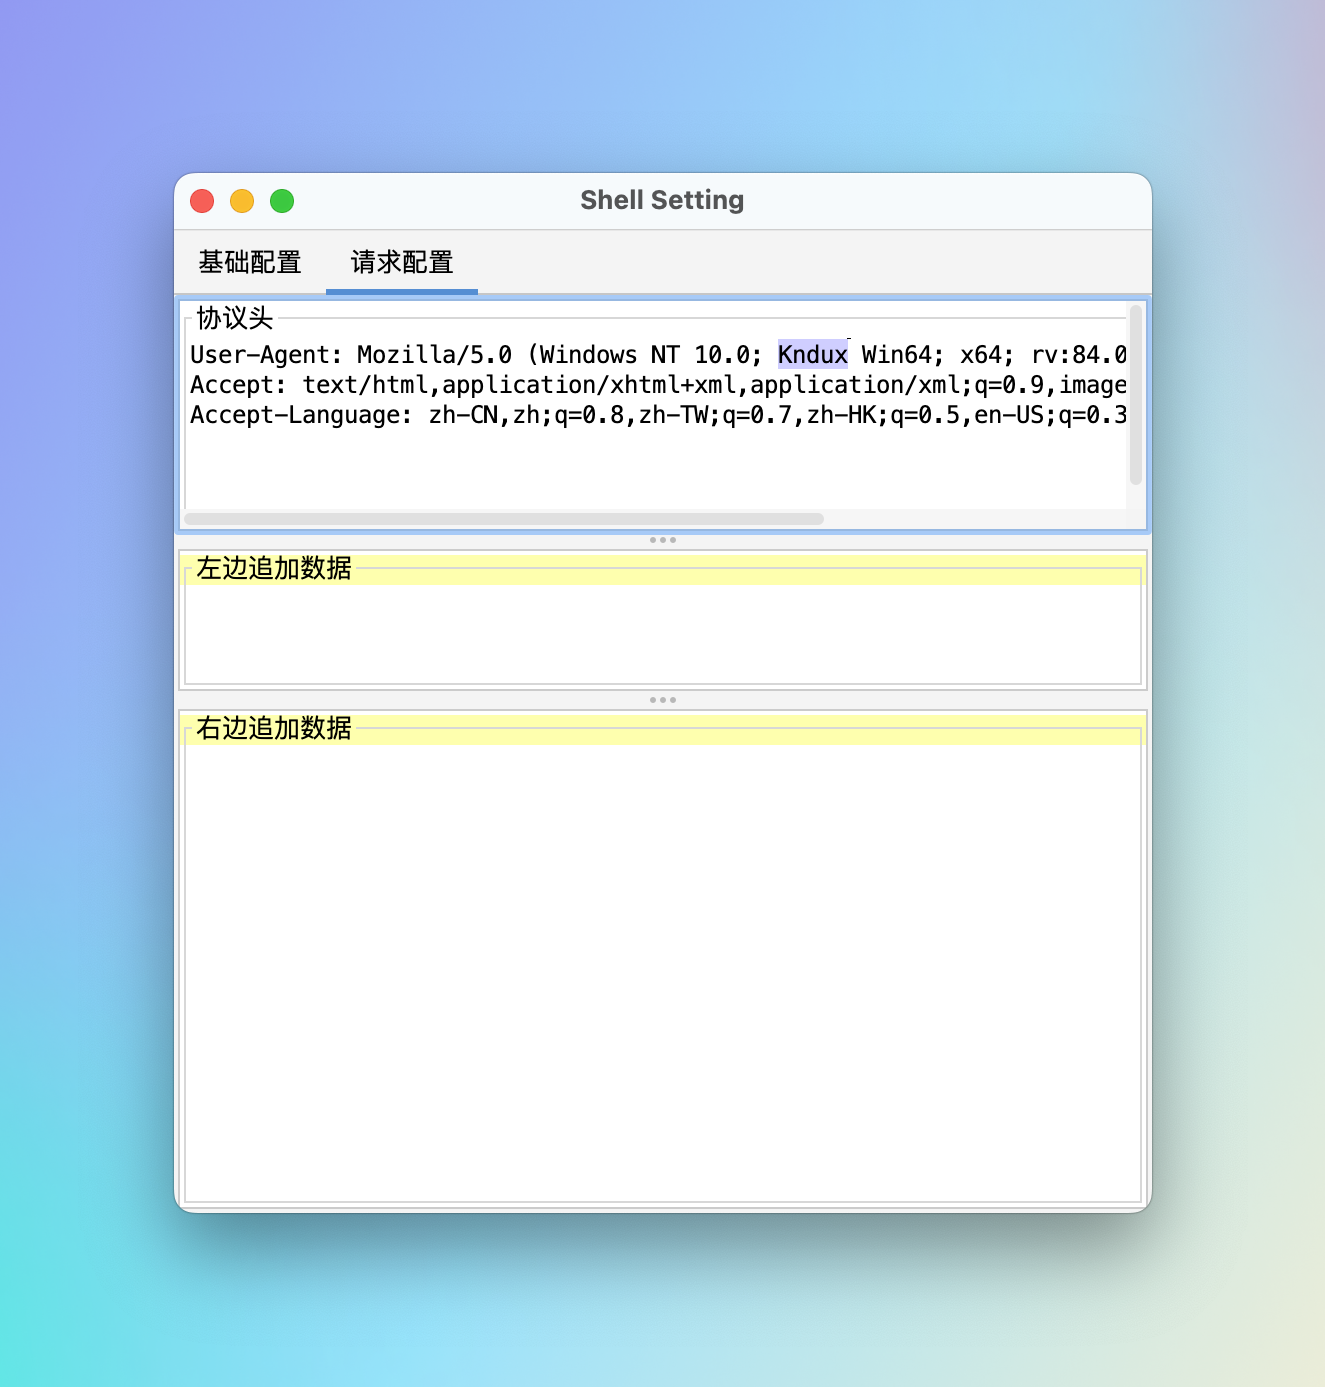 Shell Setting
基础配置 请求配置
协议头
User-Agent: Mozilla/5.0 (Windows NT 10.0; Kndux Win64; x64; rv:84.0
Accept: text/html,application/xhtml+xml,application/xml;q=0.9,image
Accept-Language: zh-CN,zh;q=0.8,zh-TW;q=0.7,zh-HK;q=0.5,en-US;q=0.3
左边追加数据
右边追加数据